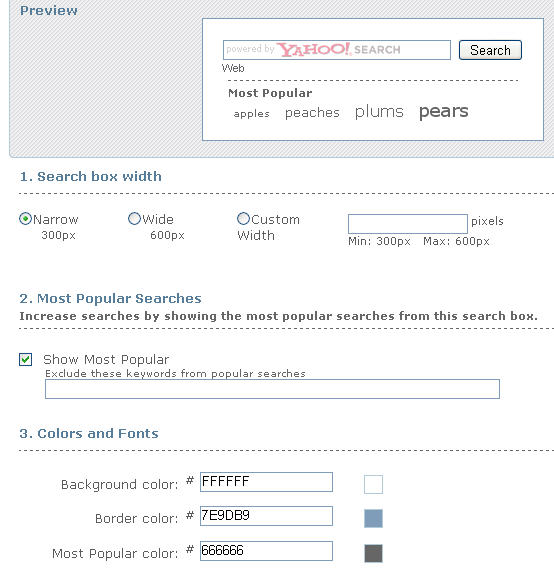 Preview
powered by YAHOO! SEARCH Search
Web
Most Popular
apples peaches plums pears
1. Search box width
Narrow Wide Custom Width pixels
300px 600px Min: 300px Max: 600px
2. Most Popular Searches
Increase searches by showing the most popular searches from this search box.
Show Most Popular
Exclude these keywords from popular searches
3. Colors and Fonts
Background color: # FFFFFF
Border color: # 7E9DB9
Most Popular color: # 666666